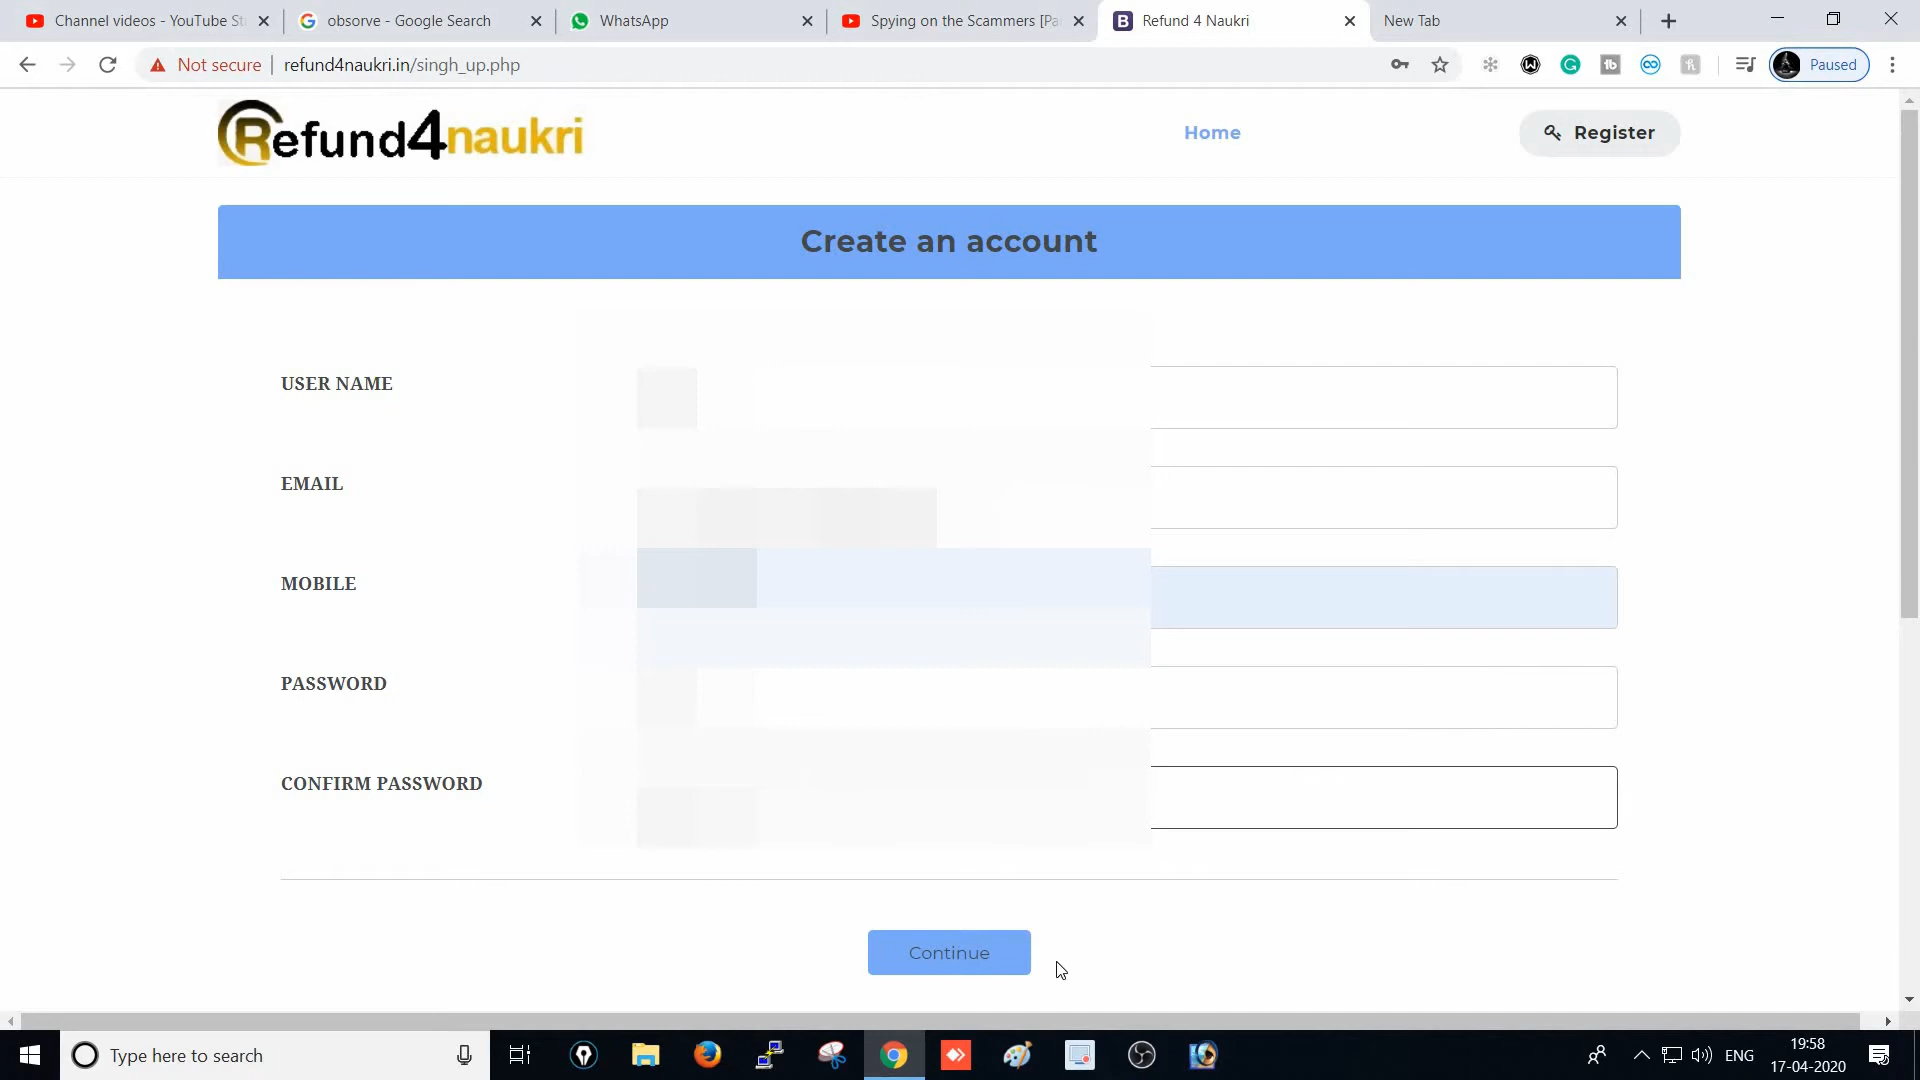 Channel videos - YouTube St
obsorve - Google Search
WhatsApp
Spying on the Scammers [Pa
Refund 4 Naukri
New Tab
Not secure
refund4naukri.in/singh_up.php
Paused
Refund4naukri
Home
Register
Create an account
USER NAME
EMAIL
MOBILE
PASSWORD
CONFIRM PASSWORD
Continue
Type here to search
ENG
19:58
17-04-2020